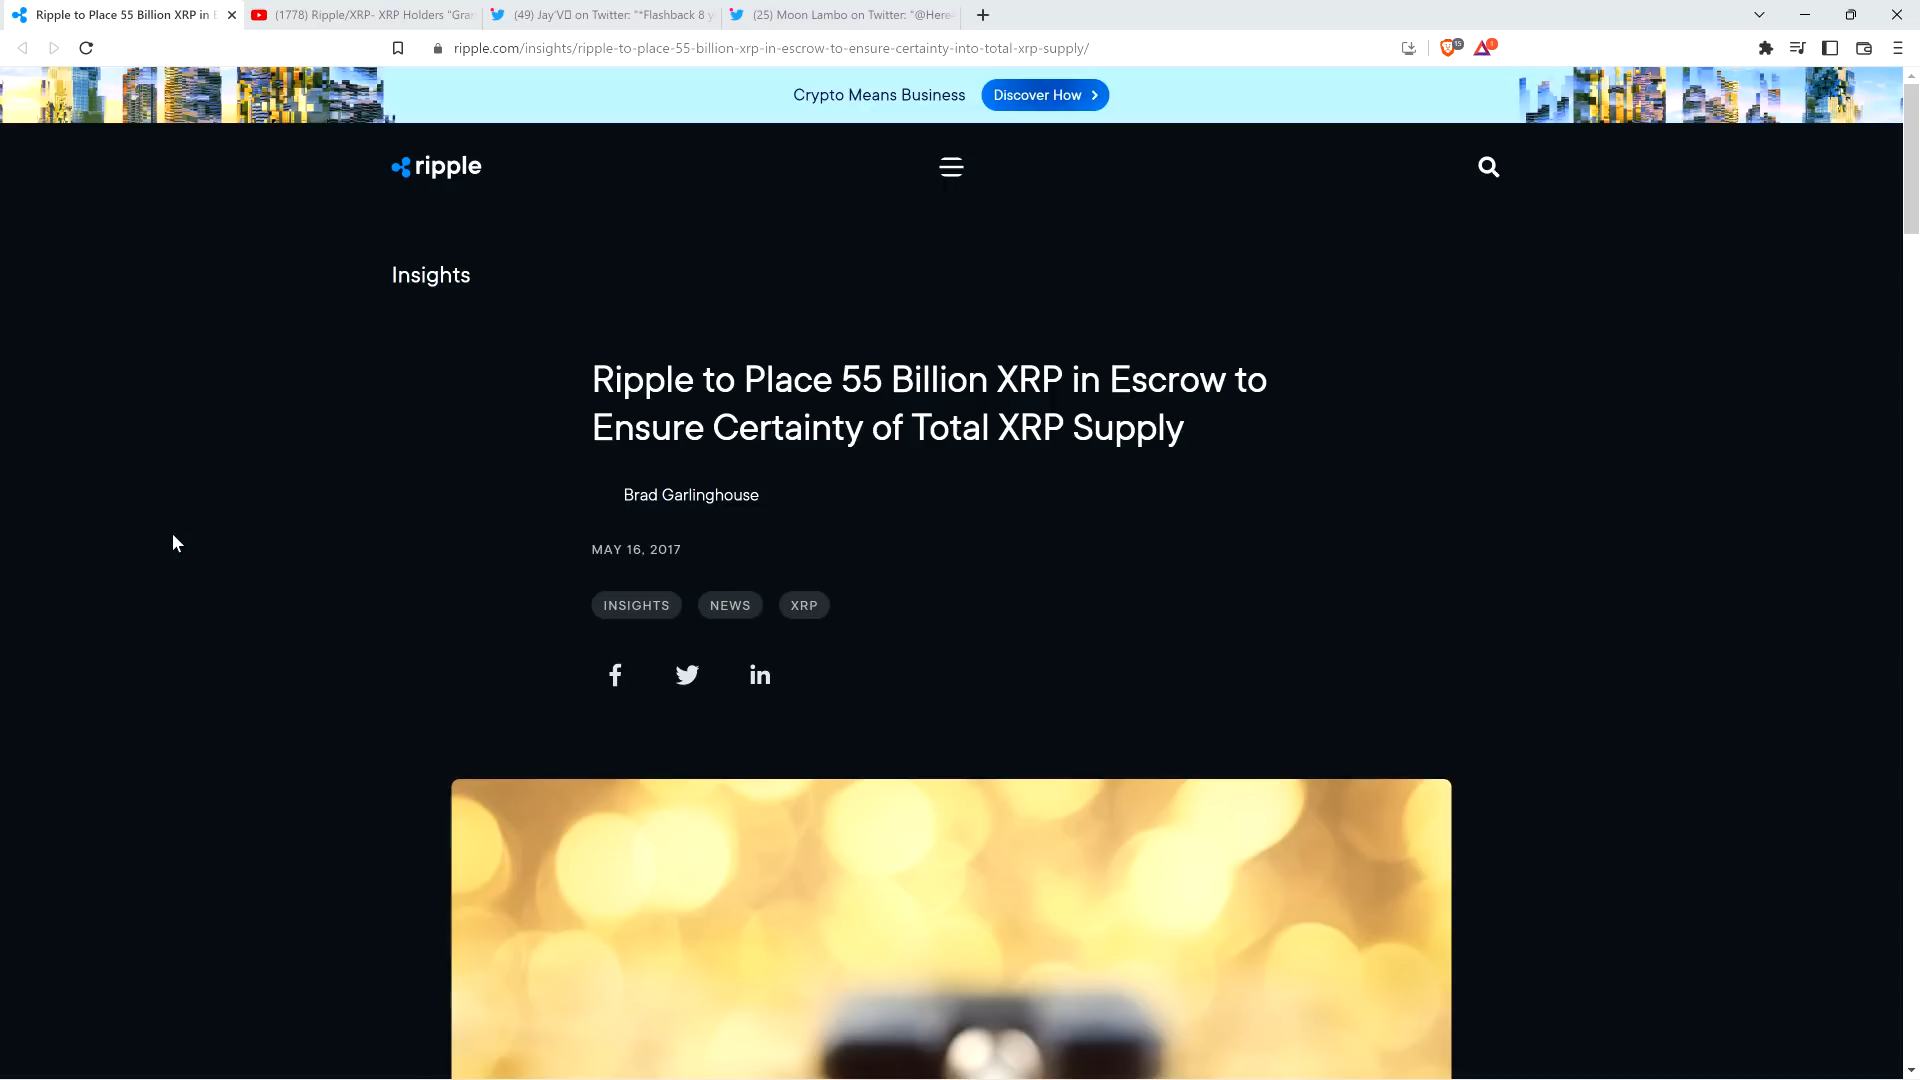 Ripple to Place 55 Billion XRP in E
(1778) Ripple/XRP- XRP Holders "Gra
(49) Jay'V on Twitter: "*Flashback 8 y
(25) Moon Lambo on Twitter: "@Here
ripple.com/insights/ripple-to-place-55-billion-xrp-in-escrow-to-ensure-certainty-into-total-xrp-supply/
15
1
Crypto Means Business
Discover How
ripple
Insights
Ripple to Place 55 Billion XRP in Escrow to
Ensure Certainty of Total XRP Supply
Brad Garlinghouse
MAY 16, 2017
INSIGHTS NEWS XRP